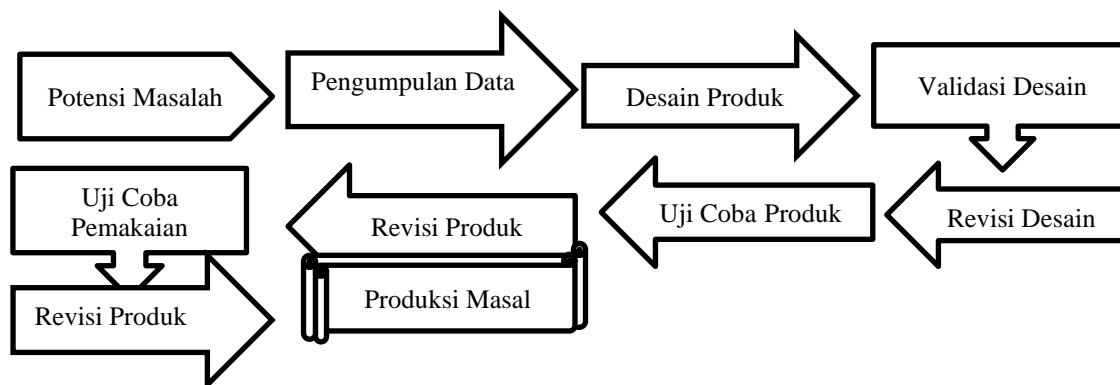 Potensi Masalah
Pengumpulan Data
Desain Produk
Validasi Desain
Revisi Desain
Uji Coba Produk
Revisi Produk
Uji Coba
Pemakaian
Revisi Produk
Produksi Masal